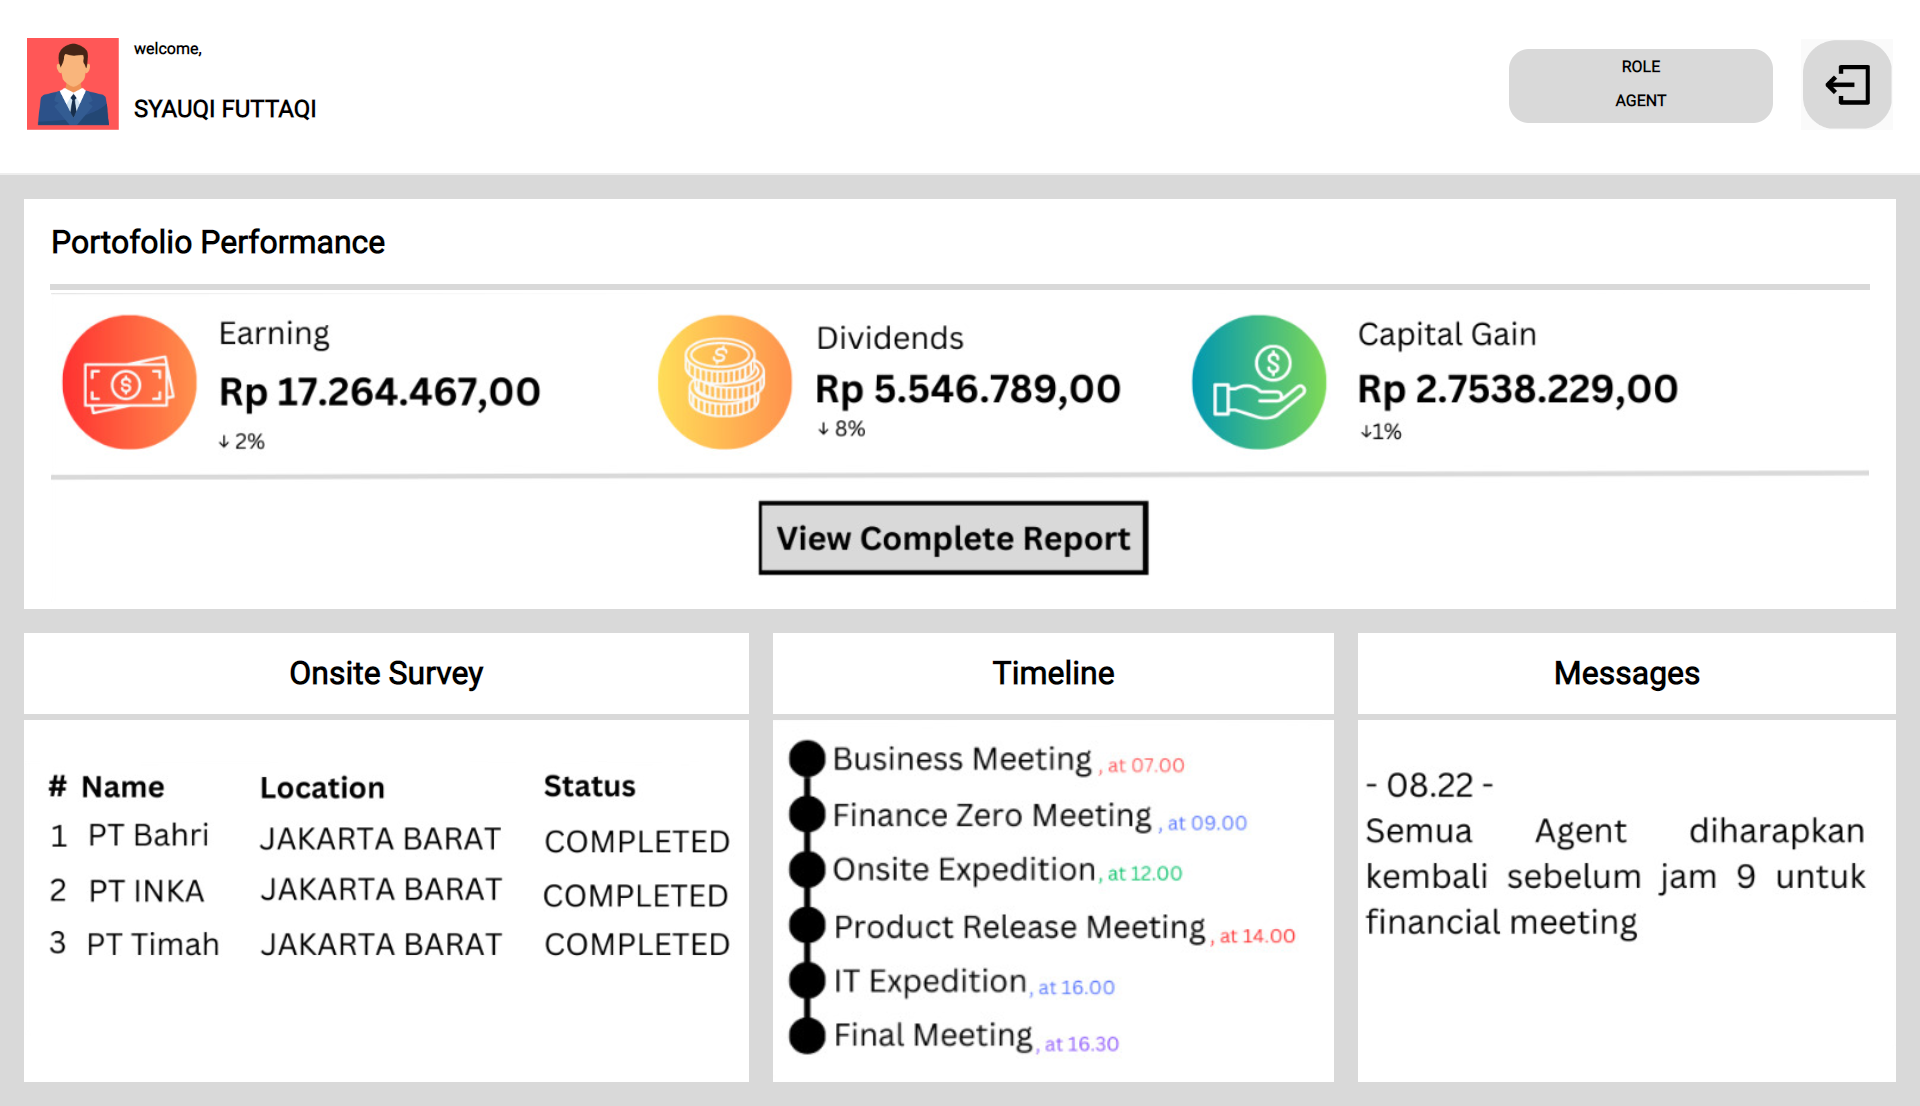 welcome,
SYAUQI FUTTAQI
ROLE
AGENT
Portofolio Performance
Earning
Rp 17.264.467,00
↓ 2%
Dividends
Rp 5.546.789,00
↓ 8%
Capital Gain
Rp 2.7538.229,00
↓1%
View Complete Report
Onsite Survey
# Name Location Status
1 PT Bahri JAKARTA BARAT COMPLETED
2 PT INKA JAKARTA BARAT COMPLETED
3 PT Timah JAKARTA BARAT COMPLETED
Timeline
Business Meeting , at 07.00
Finance Zero Meeting , at 09.00
Onsite Expedition, at 12.00
Product Release Meeting, at 14.00
IT Expedition, at 16.00
Final Meeting, at 16.30
Messages
- 08.22 -
Semua Agent diharapkan
kembali sebelum jam 9 untuk
financial meeting